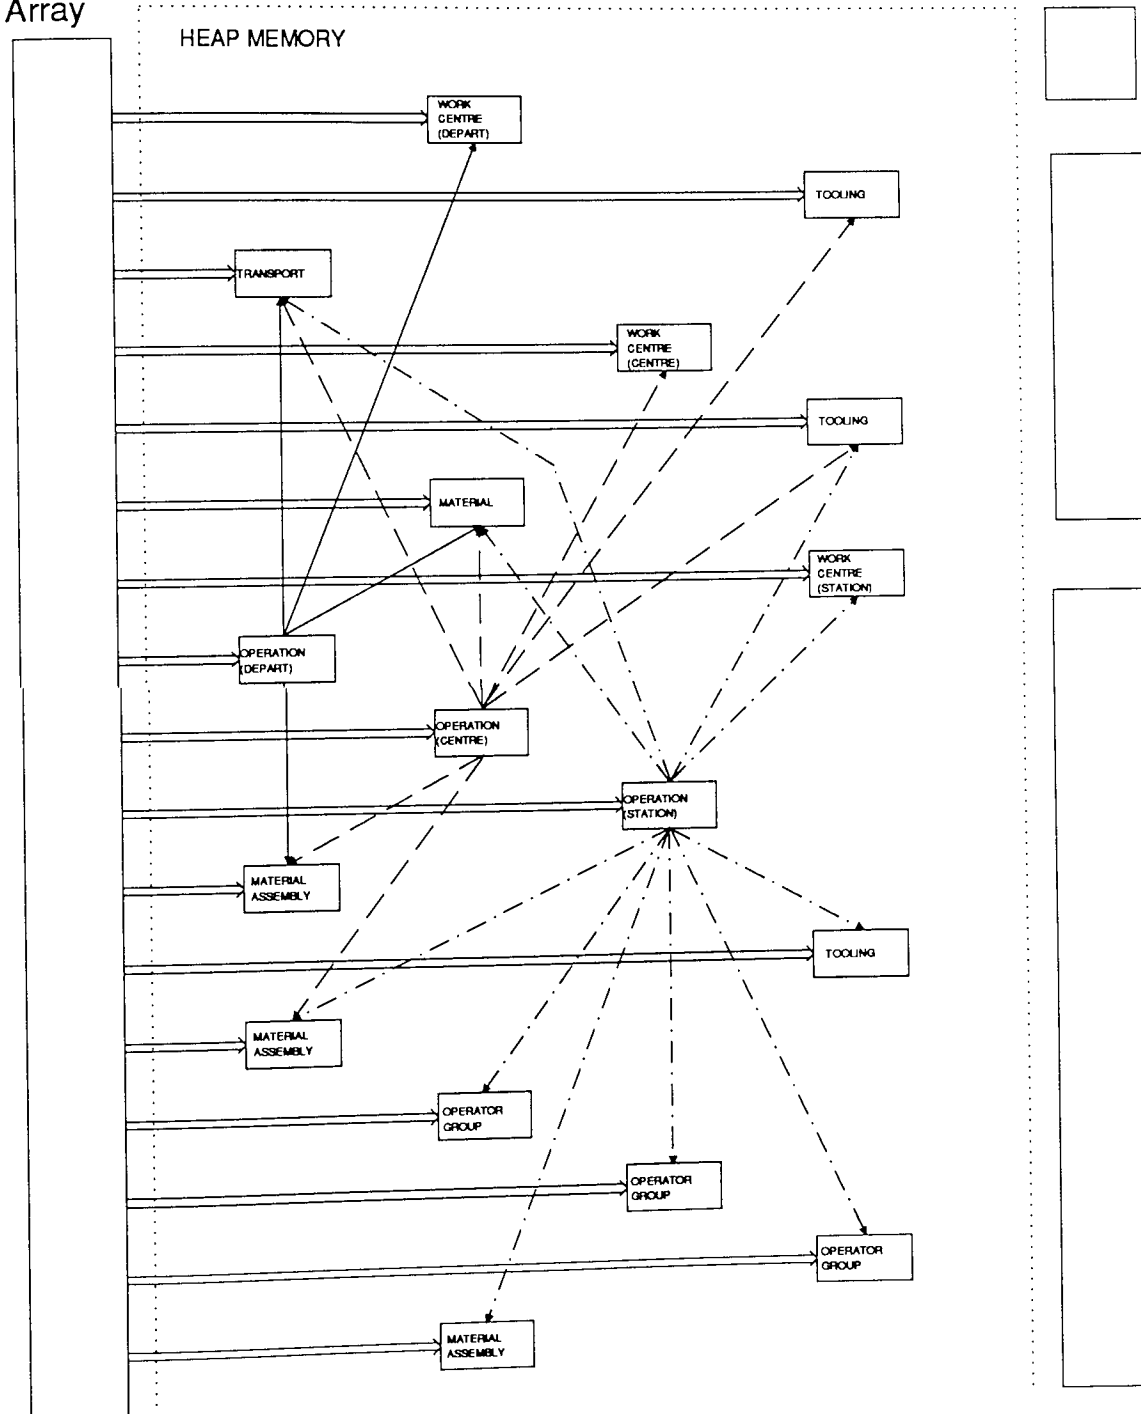 Array
HEAP MEMORY
WORK
CENTRE
(DEPART)
TOOLING
TRANSPORT
WORK
CENTRE
(CENTRE)
TOOLING
MATERIAL
WORK
CENTRE
(STATION)
OPERATION
(DEPART)
OPERATION
(CENTRE)
OPERATION
(STATION)
MATERIAL
ASSEMBLY
TOOLING
MATERIAL
ASSEMBLY
OPERATOR
GROUP
OPERATOR
GROUP
OPERATOR
GROUP
MATERIAL
ASSEMBLY